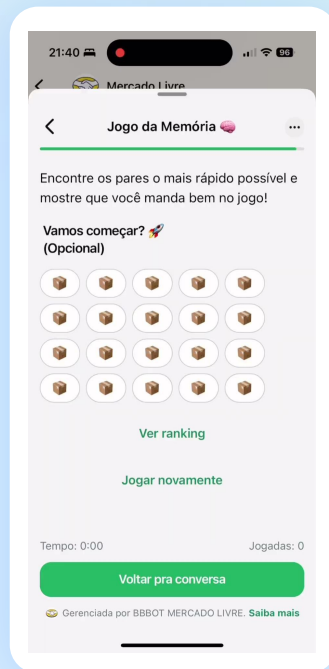 21:40
96
Mercado Livre
Jogo da Memória
Encontre os pares o mais rápido possível e
mostre que você manda bem no jogo!
Vamos começar?
(Opcional)
Ver ranking
Jogar novamente
Tempo: 0:00
Jogadas: 0
Voltar pra conversa
Gerenciada por BBBOT MERCADO LIVRE. Saiba mais